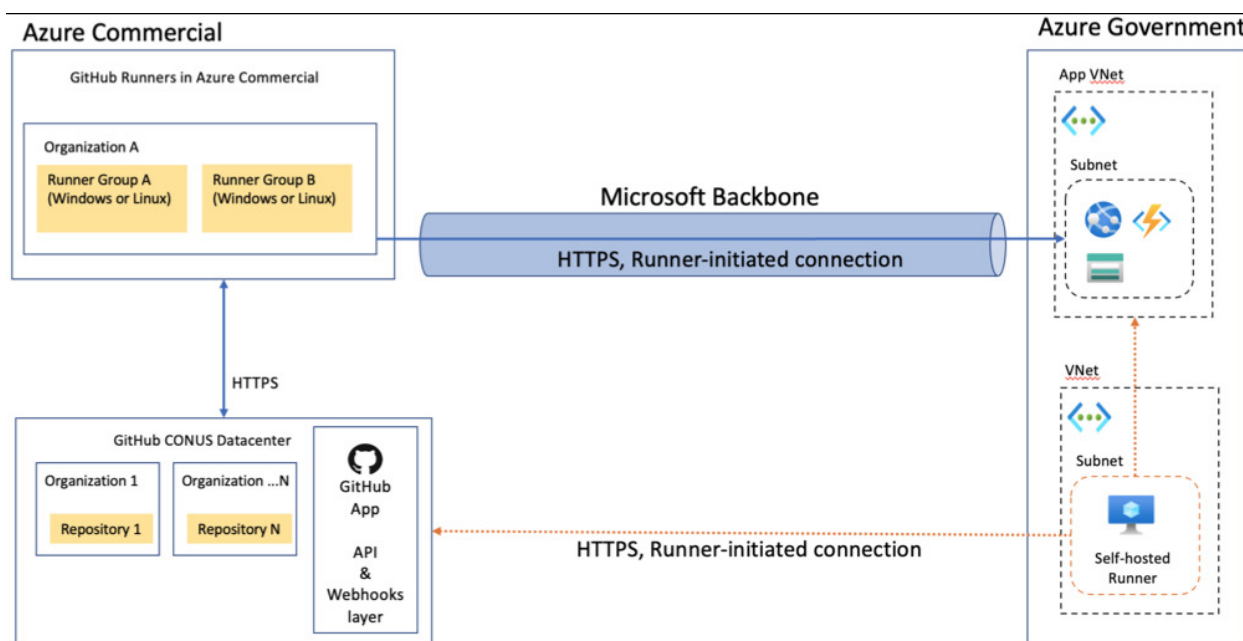 Azure Commercial
GitHub Runners in Azure Commercial
Organization A
Runner Group A
(Windows or Linux)
Runner Group B
(Windows or Linux)
Microsoft Backbone
HTTPS, Runner-initiated connection
Azure Government
App VNet
Subnet
HTTPS
GitHub CONUS Datacenter
Organization 1
Repository 1
Organization ...N
Repository N
GitHub
App
API
&
Webhooks
layer
HTTPS, Runner-initiated connection
VNet
Subnet
Self-hosted
Runner